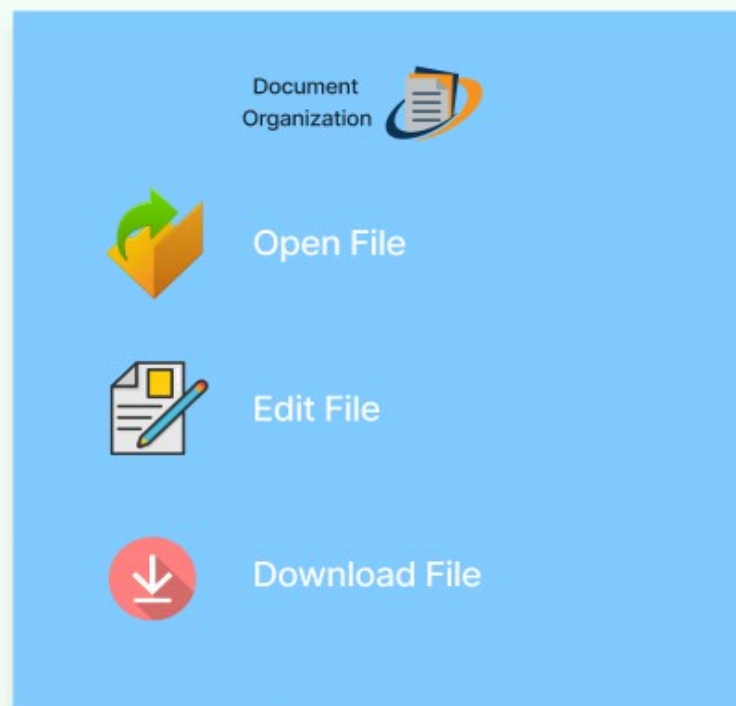 Document
Organization
Open File
Edit File
Download File